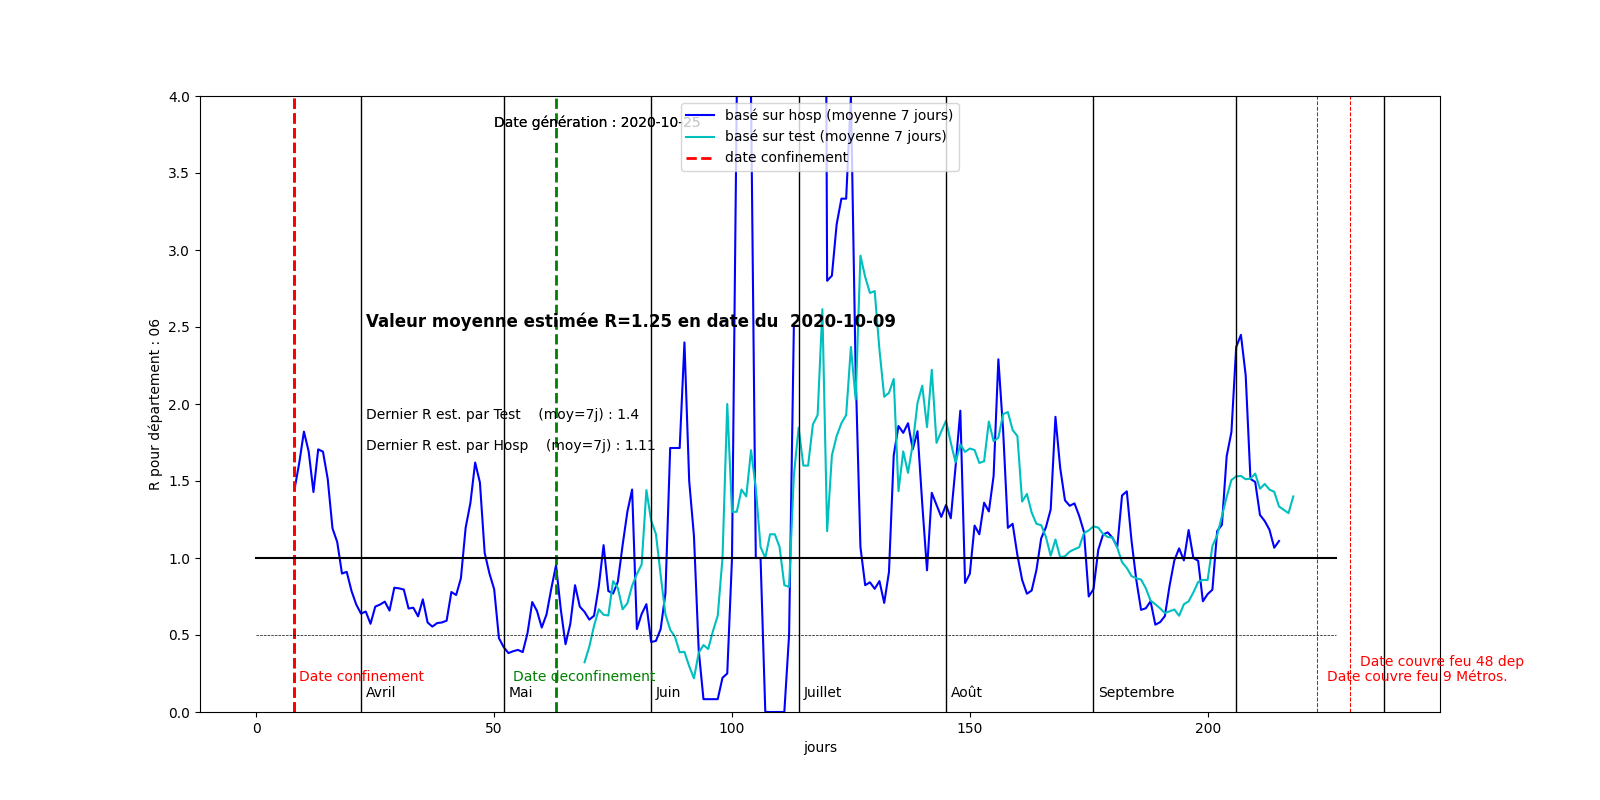 Date génération : 2020-10-25
basé sur hosp (moyenne 7 jours)
basé sur test (moyenne 7 jours)
date confinement
4.0
3.5
3.0
2.5
2.0
1.5
1.0
0.5
0.0
R pour département : 06
Valeur moyenne estimée R=1.25 en date du  2020-10-09
Dernier R est. par Test    (moy=7j) : 1.4
Dernier R est. par Hosp    (moy=7j) : 1.11
Date couvre feu 48 dep
Date confinement
Date deconfinement
Date couvre feu 9 Métros.
Avril
Mai
Juin
Juillet
Août
Septembre
0
50
100
150
200
jours